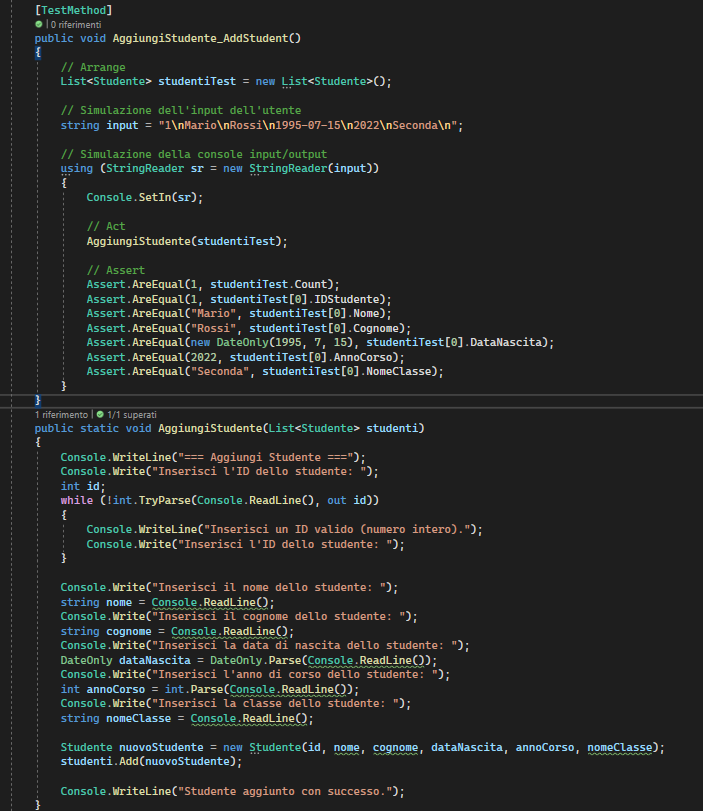 [TestMethod]
| 0 riferimenti
public void AggiungiStudente_AddStudent()
{
// Arrange
List<Studente> studentiTest = new List<Studente>();
// Simulazione dell'input dell'utente
string input = "1\nMario\nRossi\n1995-07-15\n2022\nSeconda\n";
// Simulazione della console input/output
using (StringReader sr = new StringReader(input))
{
Console.SetIn(sr);
// Act
AggiungiStudente(studentiTest);
// Assert
Assert.AreEqual(1, studentiTest.Count);
Assert.AreEqual(1, studentiTest[0].IDStudente);
Assert.AreEqual("Mario", studentiTest[0].Nome);
Assert.AreEqual("Rossi", studentiTest[0].Cognome);
Assert.AreEqual(new DateOnly(1995, 7, 15), studentiTest[0].DataNascita);
Assert.AreEqual(2022, studentiTest[0].AnnoCorso);
Assert.AreEqual("Seconda", studentiTest[0].NomeClasse);
}
}
1 riferimento | 1/1 superati
public static void AggiungiStudente(List<Studente> studenti)
{
Console.WriteLine("=== Aggiungi Studente ===");
Console.Write("Inserisci l'ID dello studente: ");
int id;
while (!int.TryParse(Console.ReadLine(), out id))
{
Console.WriteLine("Inserisci un ID valido (numero intero).");
Console.Write("Inserisci l'ID dello studente: ");
}
Console.Write("Inserisci il nome dello studente: ");
string nome = Console.ReadLine();
Console.Write("Inserisci il cognome dello studente: ");
string cognome = Console.ReadLine();
Console.Write("Inserisci la data di nascita dello studente: ");
DateOnly dataNascita = DateOnly.Parse(Console.ReadLine());
Console.Write("Inserisci l'anno di corso dello studente: ");
int annoCorso = int.Parse(Console.ReadLine());
Console.Write("Inserisci la classe dello studente: ");
string nomeClasse = Console.ReadLine();
Studente nuovoStudente = new Studente(id, nome, cognome, dataNascita, annoCorso, nomeClasse);
studenti.Add(nuovoStudente);
Console.WriteLine("Studente aggiunto con successo.");
}